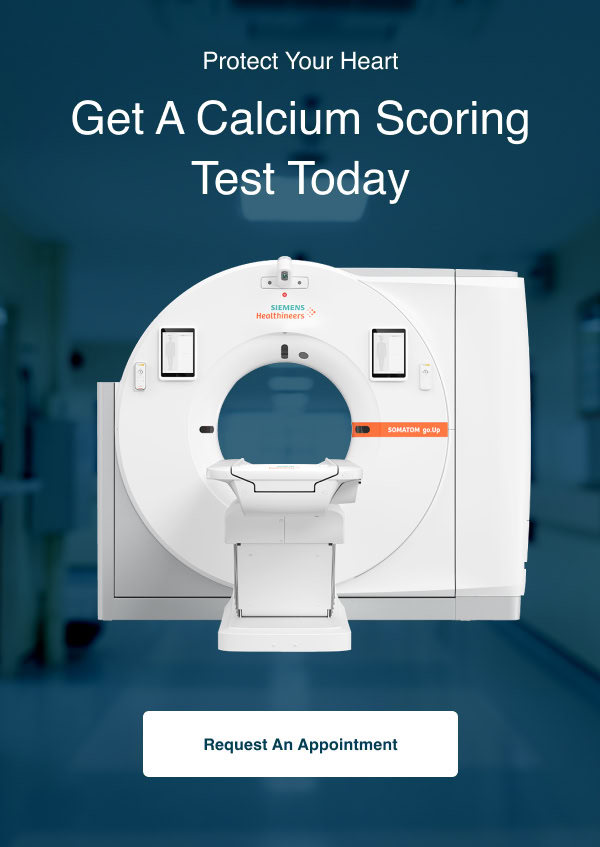 Protect Your Heart
Get A Calcium Scoring
Test Today
SIEMENS
Healthineers
SOMATOM go.Up
Request An Appointment